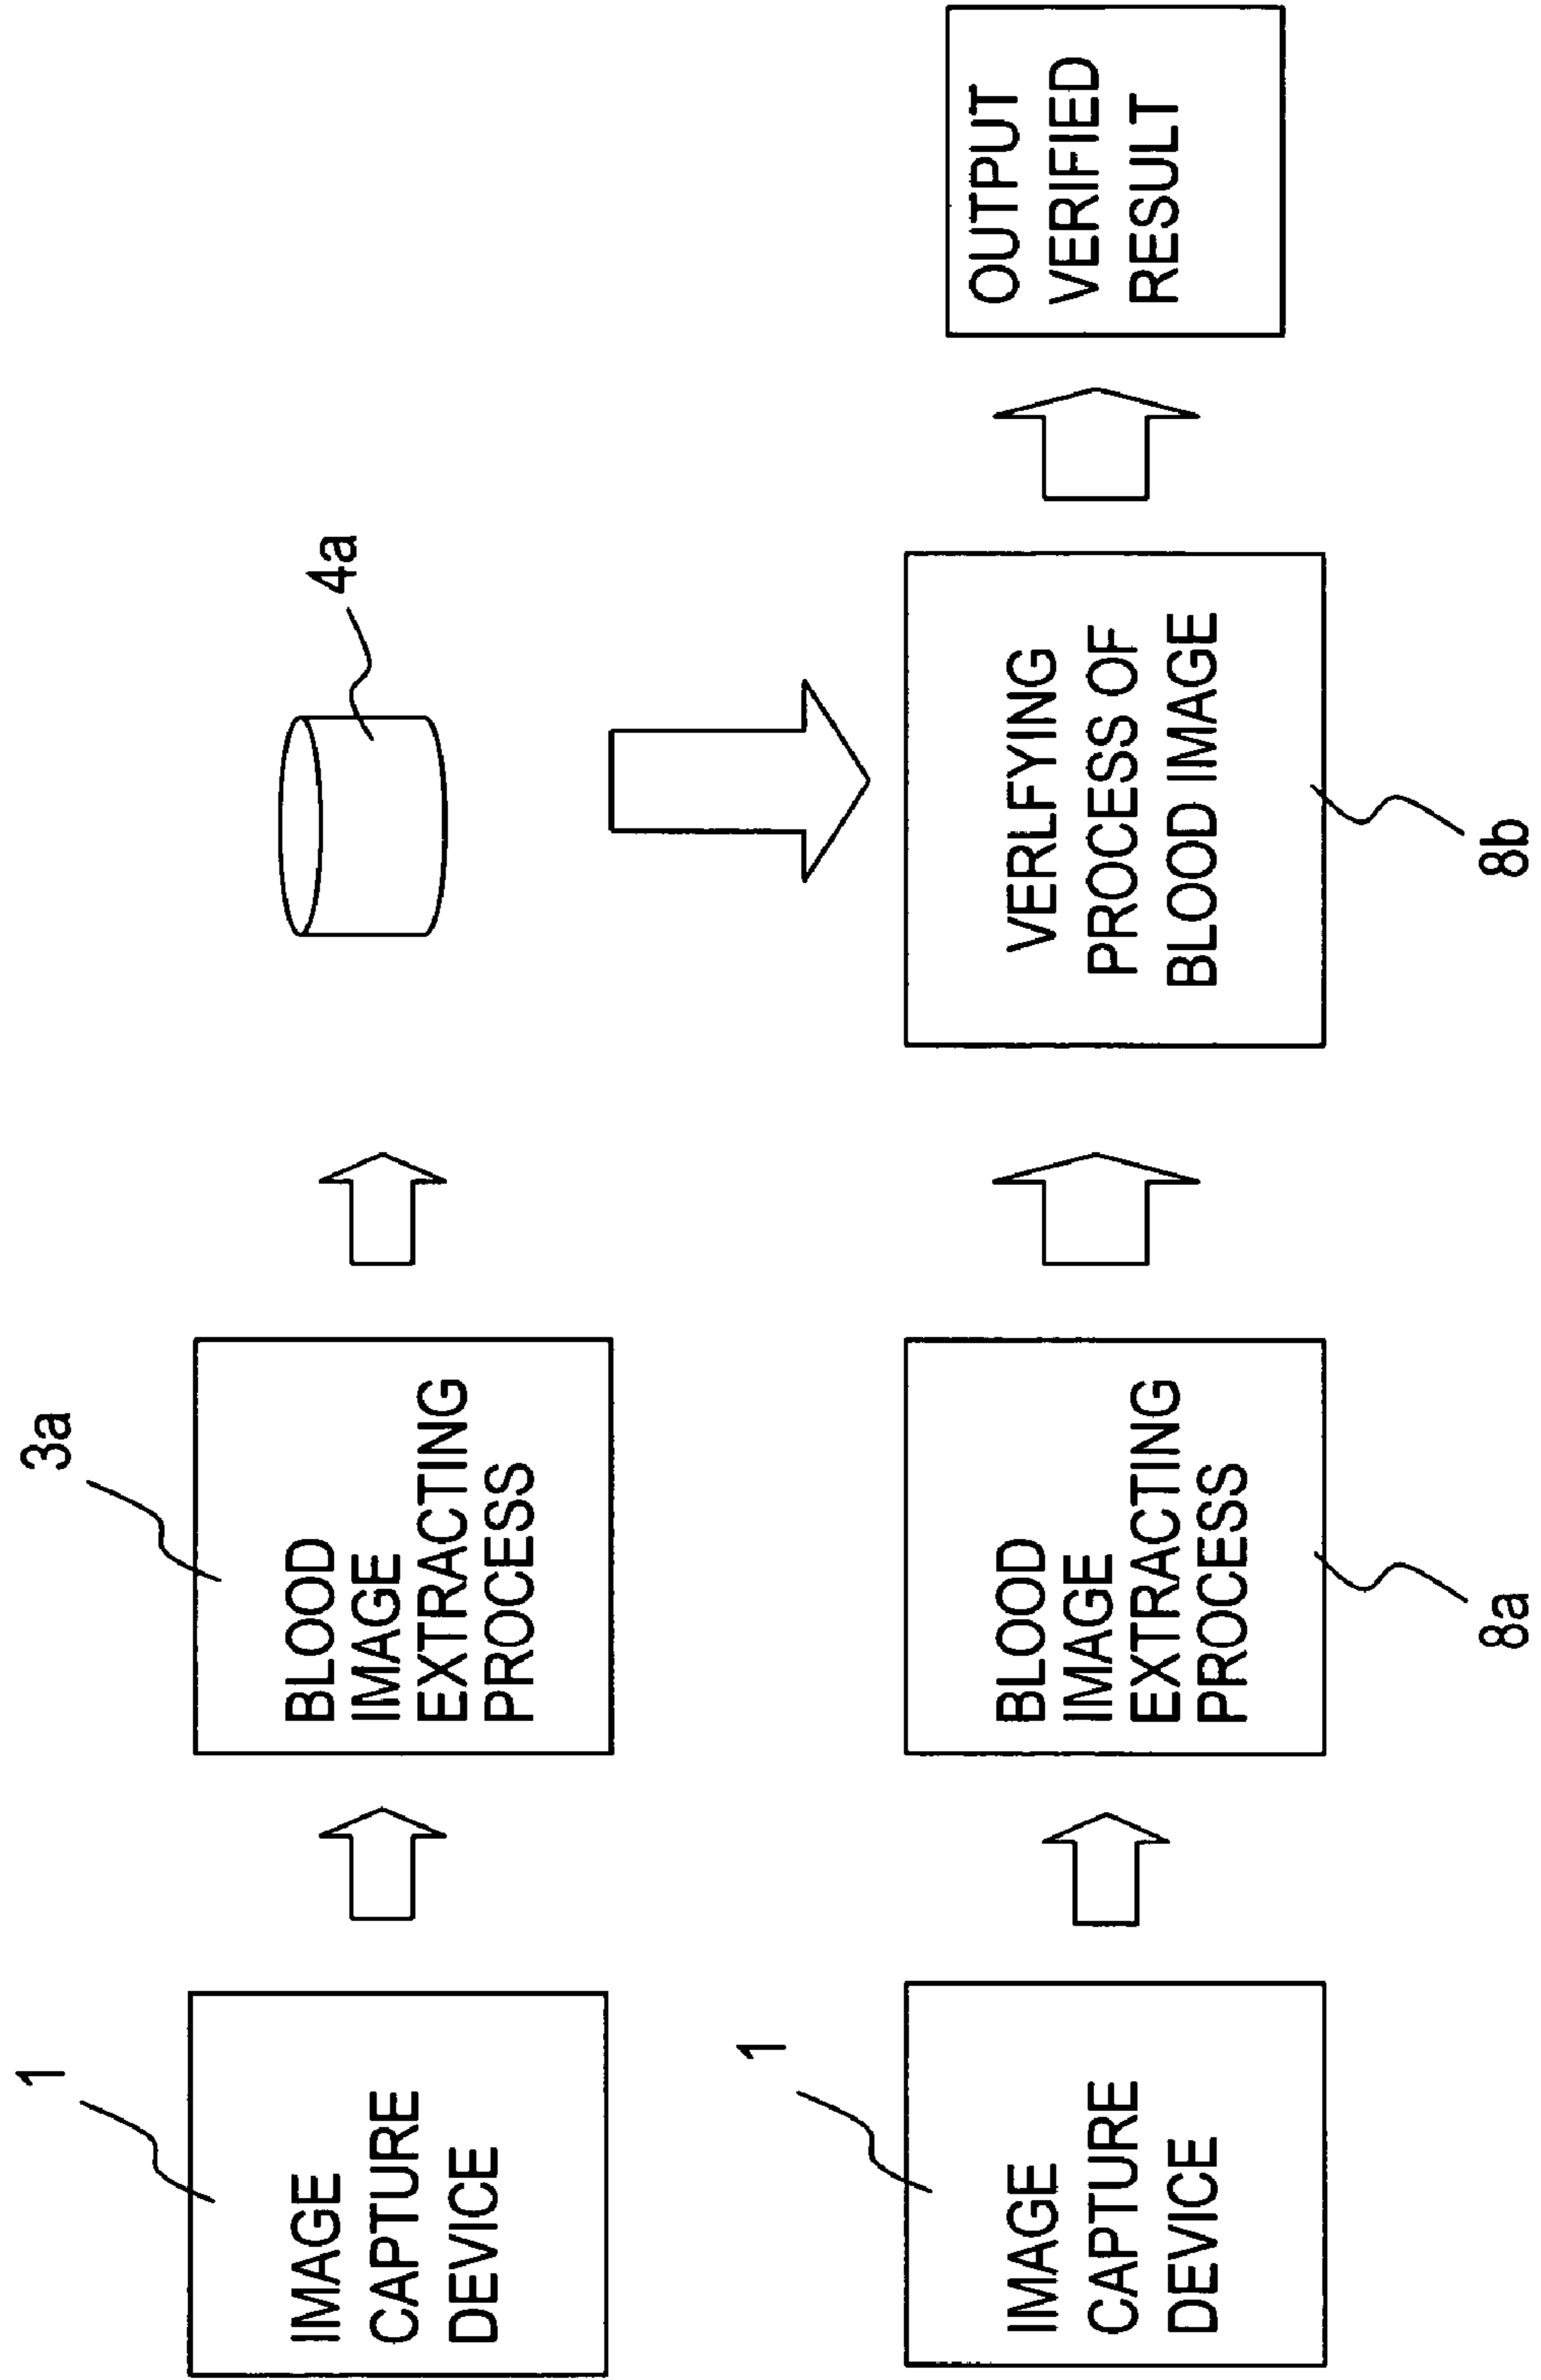 1
IMAGE
CAPTURE
DEVICE
3a
BLOOD
IMAGE
EXTRACTING
PROCESS
4a
1
IMAGE
CAPTURE
DEVICE
BLOOD
IMAGE
EXTRACTING
PROCESS
8a
VERLFYING
PROCESS OF
BLOOD IMAGE
8b
OUTPUT
VERIFIED
RESULT